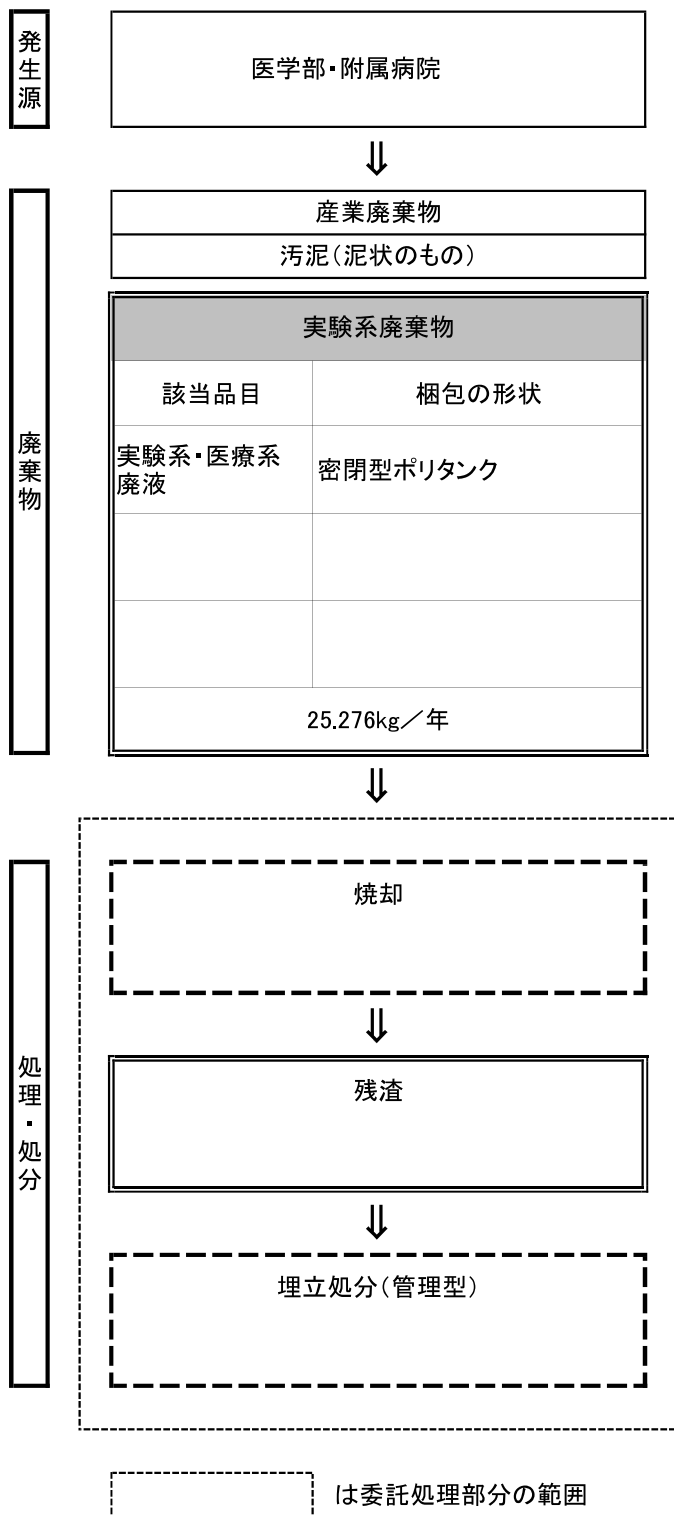 発生源
医学部・附属病院
⇓
廃棄物
産業廃棄物
汚泥(泥状のもの)
実験系廃棄物
該当品目 梱包の形状
実験系・医療系
廃液
密閉型ポリタンク
25.276kg/年
⇓
処理・処分
焼却
⇓
残渣
⇓
埋立処分(管理型)
は委託処理部分の範囲